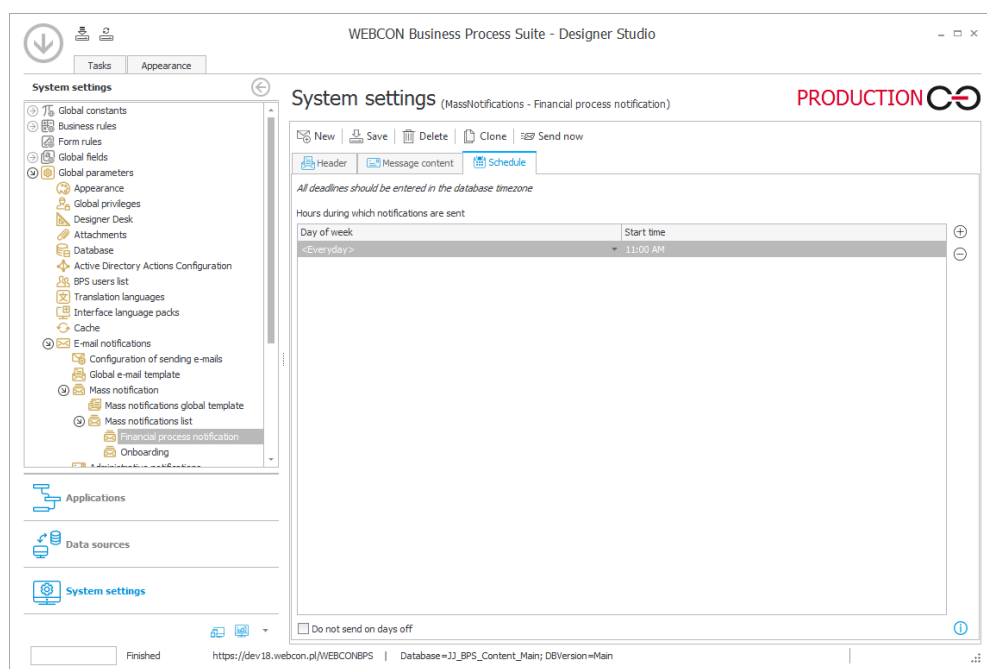 WEBCON Business Process Suite - Designer Studio
Tasks
Appearance
System settings
Global constants
Business rules
Form rules
Global fields
Global parameters
Appearance
Global privileges
Designer Desk
Attachments
Database
Active Directory Actions Configuration
BPS users list
Translation languages
Interface language packs
Cache
E-mail notifications
Configuration of sending e-mails
Global e-mail template
Mass notification
Mass notifications global template
Mass notifications list
Financial process notification
Onboarding
Administrative notifications
Applications
Data sources
System settings
System settings (MassNotifications - Financial process notification)
PRODUCTION
New Save Delete Clone Send now
Header Message content Schedule
All deadlines should be entered in the database timezone
Hours during which notifications are sent
Day of week Start time
<Everyday> 11:00 AM
Do not send on days off
Finished https://dev18.webcon.pl/WEBCONBPS | Database=JJ_BPS_Content_Main; DBVersion=Main